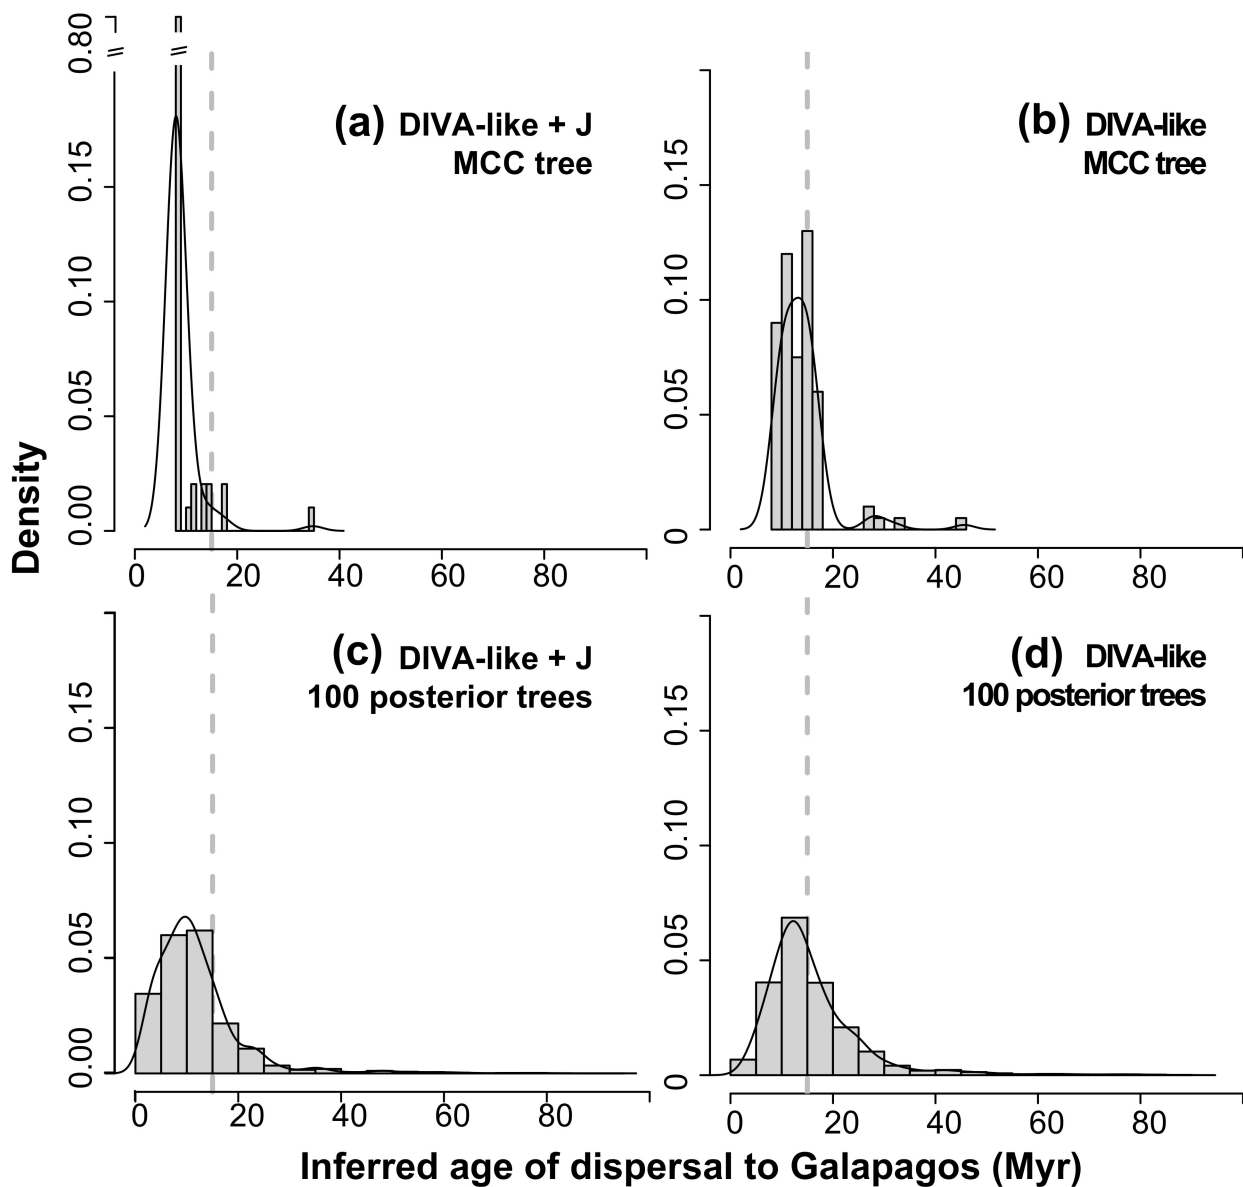 (a) DIVA-like + J
MCC tree
0.80
0.15
0.10
0.05
0.00
0 20 40 60 80
(b) DIVA-like
MCC tree
0.15
0.10
0.05
0
0 20 40 60 80
(c) DIVA-like + J
100 posterior trees
0.15
0.10
0.05
0.00
0 20 40 60 80
(d) DIVA-like
100 posterior trees
0.15
0.10
0.05
0
0 20 40 60 80
Density
Inferred age of dispersal to Galapagos (Myr)